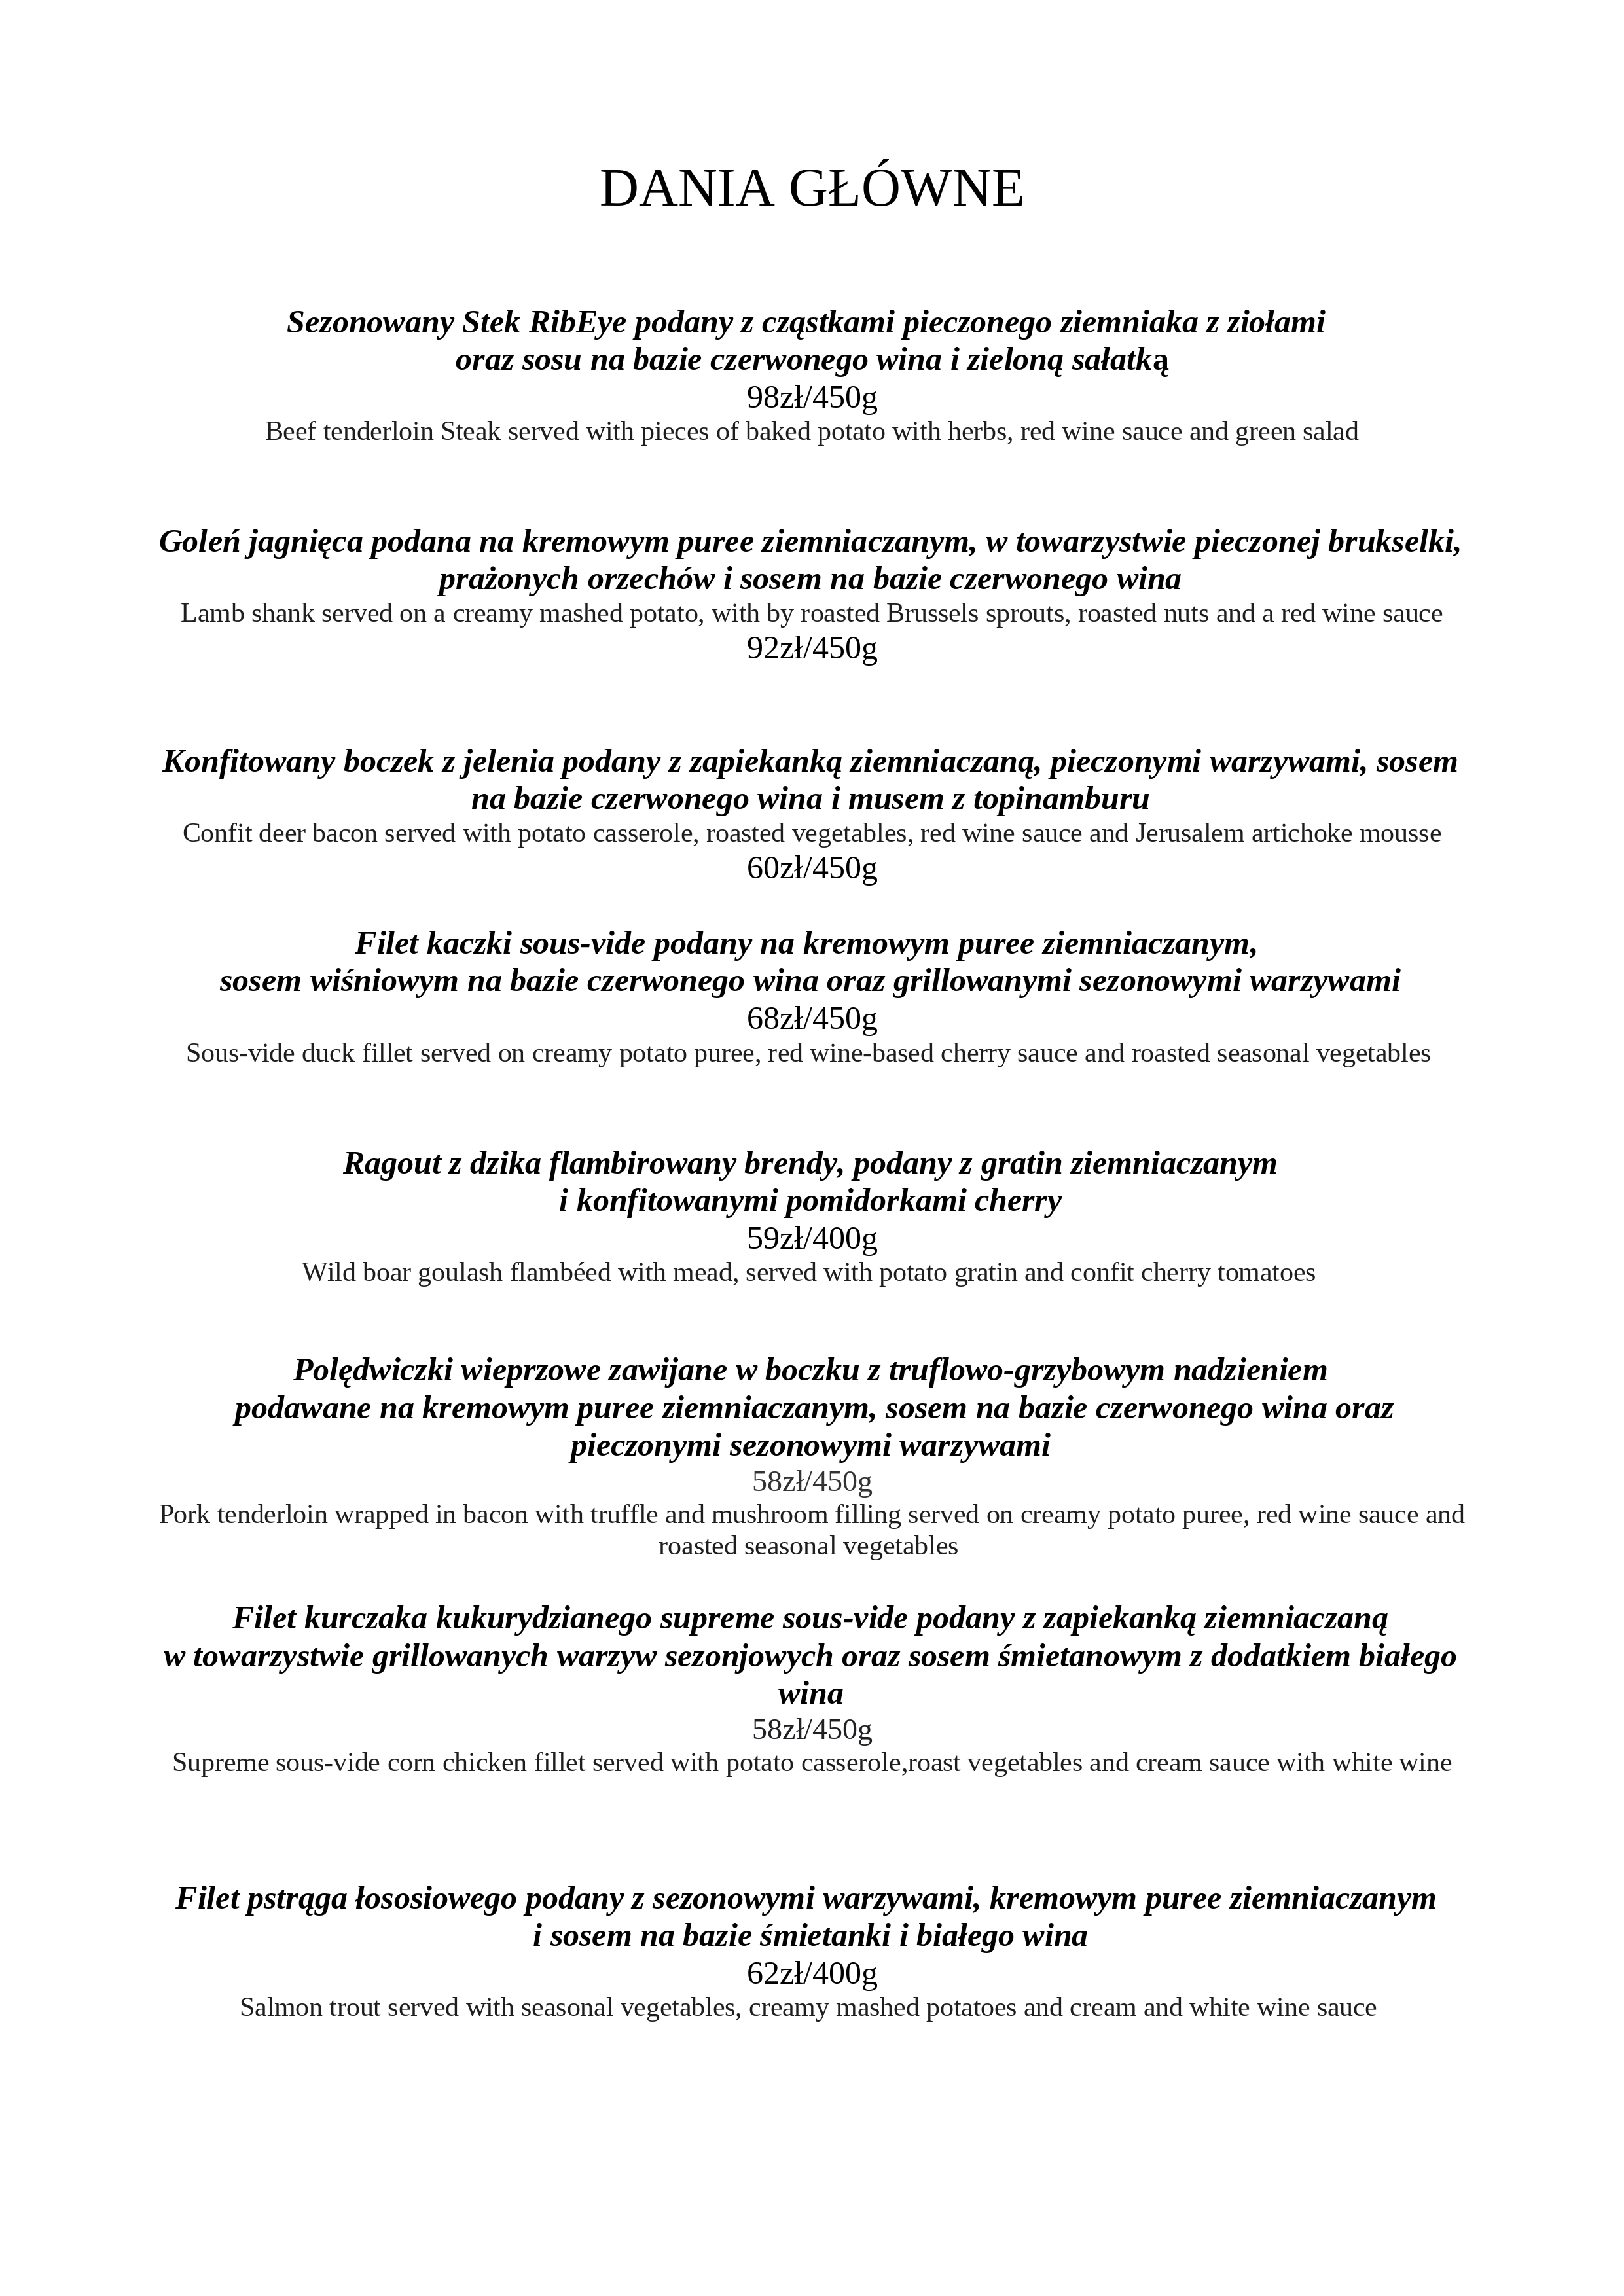 DANIA GŁÓWNE
Sezonowany Stek RibEye podany z cząstkami pieczonego ziemniaka z ziołami
oraz sosu na bazie czerwonego wina i zieloną sałatką
98zł/450g
Beef tenderloin Steak served with pieces of baked potato with herbs, red wine sauce and green salad
Goleń jagnięca podana na kremowym puree ziemniaczanym, w towarzystwie pieczonej brukselki,
prażonych orzechów i sosem na bazie czerwonego wina
Lamb shank served on a creamy mashed potato, with by roasted Brussels sprouts, roasted nuts and a red wine sauce
92zł/450g
Konfitowany boczek z jelenia podany z zapiekanką ziemniaczaną, pieczonymi warzywami, sosem
na bazie czerwonego wina i musem z topinamburu
Confit deer bacon served with potato casserole, roasted vegetables, red wine sauce and Jerusalem artichoke mousse
60zł/450g
Filet kaczki sous-vide podany na kremowym puree ziemniaczanym,
sosem wiśniowym na bazie czerwonego wina oraz grillowanymi sezonowymi warzywami
68zł/450g
Sous-vide duck fillet served on creamy potato puree, red wine-based cherry sauce and roasted seasonal vegetables
Ragout z dzika flambirowany brendy, podany z gratin ziemniaczanym
i konfitowanymi pomidorkami cherry
59zł/400g
Wild boar goulash flambéed with mead, served with potato gratin and confit cherry tomatoes
Polędwiczki wieprzowe zawijane w boczku z truflowo-grzybowym nadzieniem
podawane na kremowym puree ziemniaczanym, sosem na bazie czerwonego wina oraz
pieczonymi sezonowymi warzywami
58zł/450g
Pork tenderloin wrapped in bacon with truffle and mushroom filling served on creamy potato puree, red wine sauce and
roasted seasonal vegetables
Filet kurczaka kukurydzianego supreme sous-vide podany z zapiekanką ziemniaczaną
w towarzystwie grillowanych warzyw sezonjowych oraz sosem śmietanowym z dodatkiem białego
wina
58zł/450g
Supreme sous-vide corn chicken fillet served with potato casserole,roast vegetables and cream sauce with white wine
Filet pstrąga łososiowego podany z sezonowymi warzywami, kremowym puree ziemniaczanym
i sosem na bazie śmietanki i białego wina
62zł/400g
Salmon trout served with seasonal vegetables, creamy mashed potatoes and cream and white wine sauce